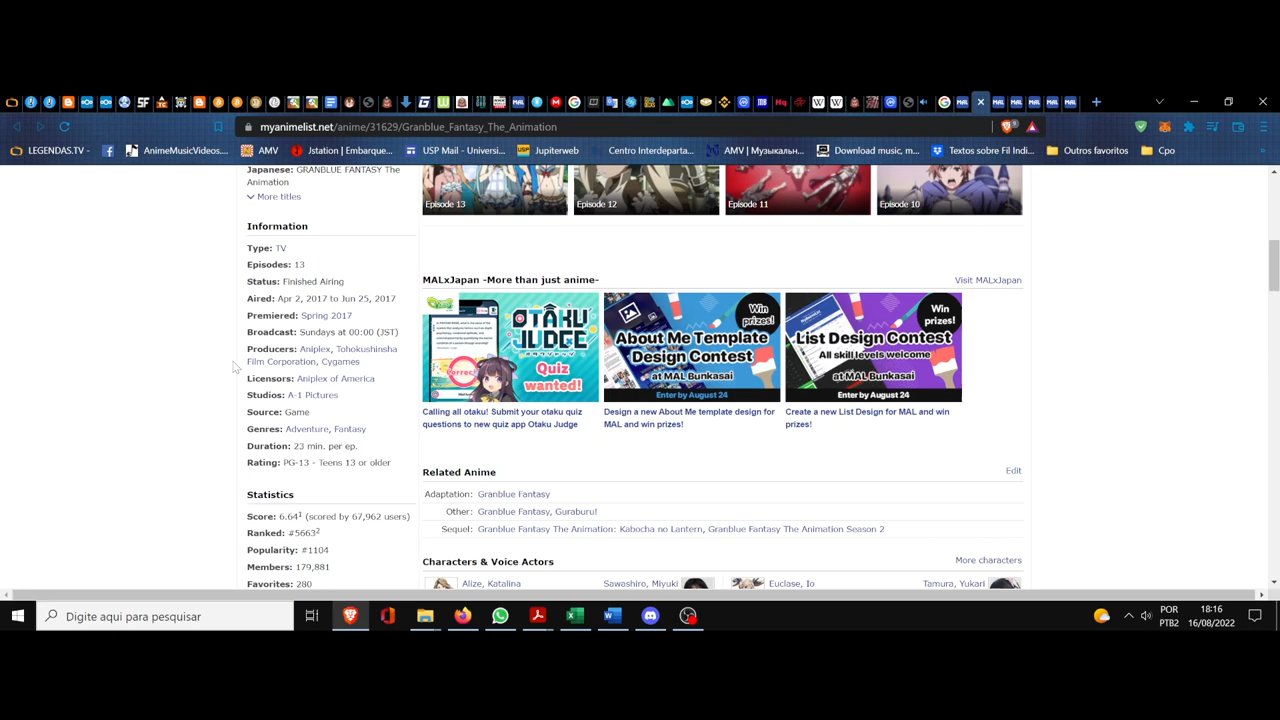 myanimelist.net/anime/31629/Granblue_Fantasy_The_Animation
LEGENDAS.TV - AnimeMusicVideos... AMV Jstation | Embarque... USP Mail - Universi... Jupiterweb Centro Interdeparta... AMV | Музыкальн... Download music, m... Textos sobre Fil Indi... Outros favoritos Cpo
Japanese: GRANBLUE FANTASY The
Animation
More titles
Information
Type: TV
Episodes: 13
Status: Finished Airing
Aired: Apr 2, 2017 to Jun 25, 2017
Premiered: Spring 2017
Broadcast: Sundays at 00:00 (JST)
Producers: Aniplex, Tohokushinsha
Film Corporation, Cygames
Licensors: Aniplex of America
Studios: A-1 Pictures
Source: Game
Genres: Adventure, Fantasy
Duration: 23 min. per ep.
Rating: PG-13 - Teens 13 or older
Statistics
Score: 6.64¹ (scored by 67,962 users)
Ranked: #5663²
Popularity: #1104
Members: 179,881
Favorites: 280
Episode 13 Episode 12 Episode 11 Episode 10
MALxJapan -More than just anime- Visit MALxJapan
OTAKU
JUDGE
Correct
Quiz
wanted!
Calling all otaku! Submit your otaku quiz
questions to new quiz app Otaku Judge
Win
prizes!
About Me Template
Design Contest
at MAL Bunkasai
Enter by August 24
Design a new About Me template design for
MAL and win prizes!
Win
prizes!
List Design Contest
All skill levels welcome
at MAL Bunkasai
Enter by August 24
Create a new List Design for MAL and win
prizes!
Related Anime Edit
Adaptation: Granblue Fantasy
Other: Granblue Fantasy, Guraburu!
Sequel: Granblue Fantasy The Animation: Kabocha no Lantern, Granblue Fantasy The Animation Season 2
Characters & Voice Actors More characters
Alize, Katalina Sawashiro, Miyuki Euclase, Io Tamura, Yukari
Digite aqui para pesquisar
POR
PTB2
18:16
16/08/2022